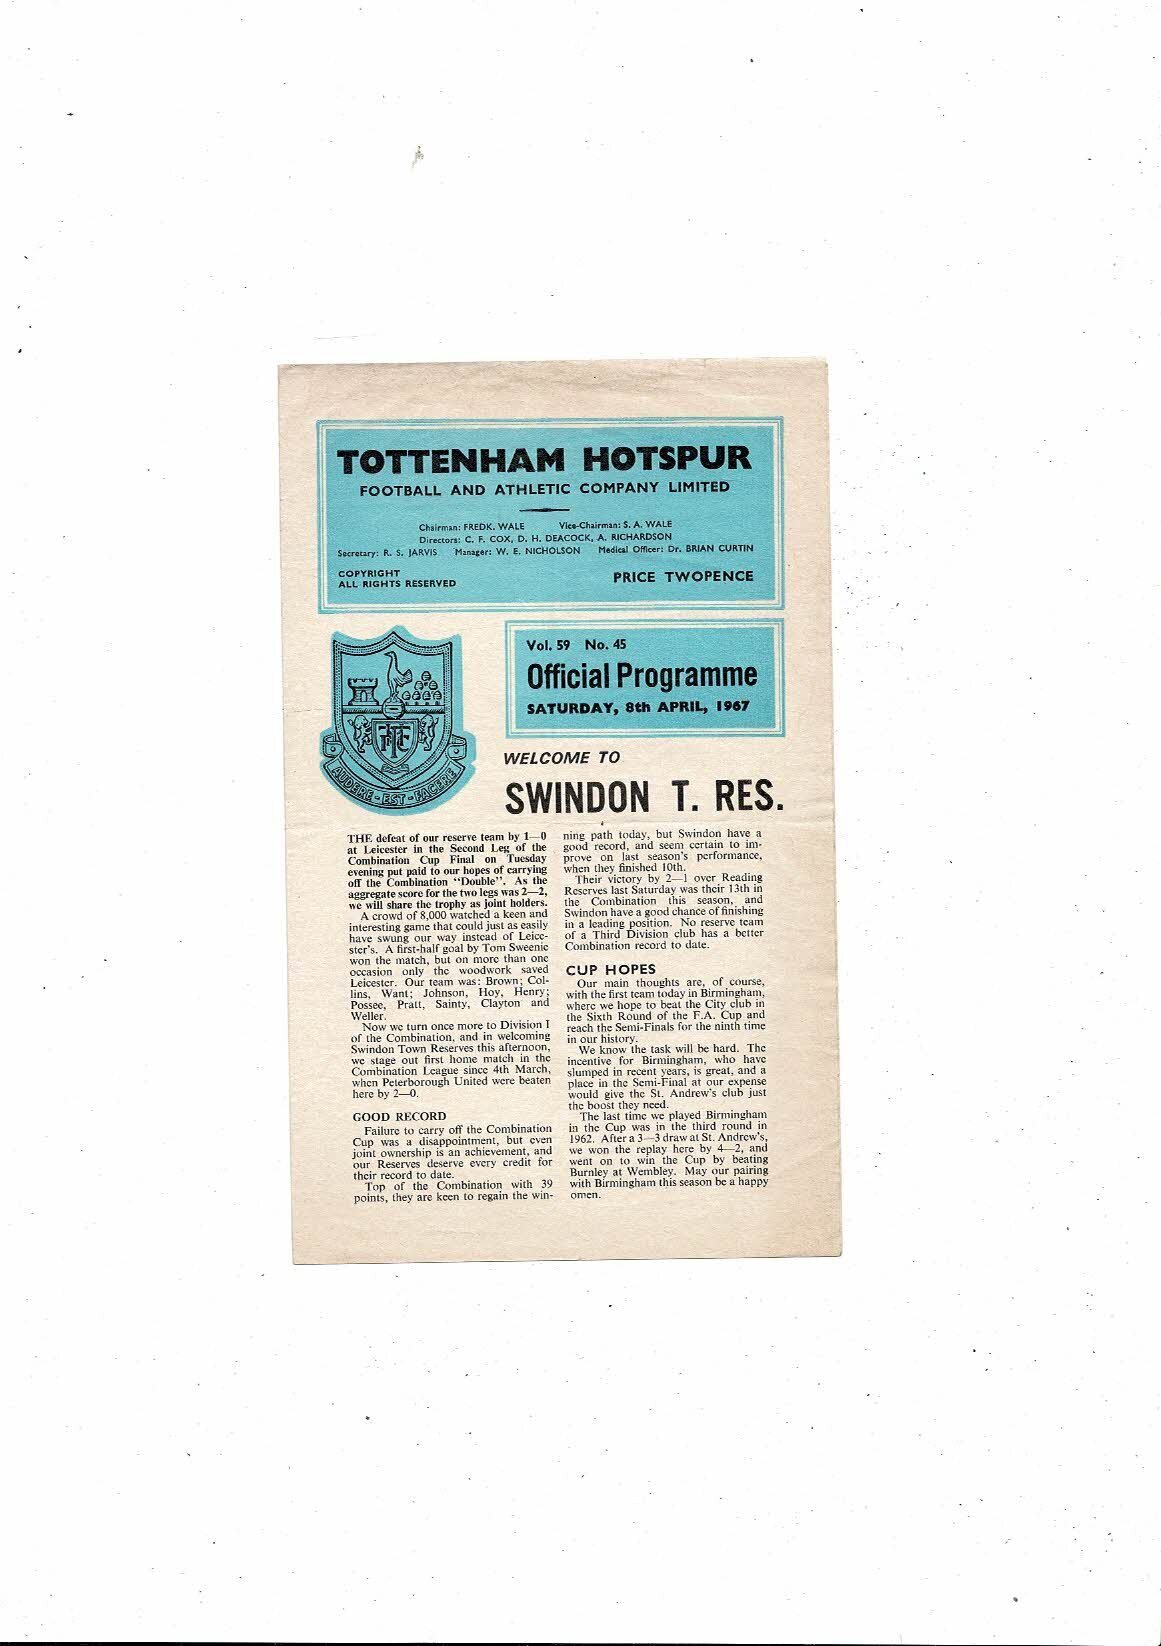 TOTTENHAM HOTSPUR
FOOTBALL AND ATHLETIC COMPANY LIMITED
Chairman: FREDK. WALE Vice-Chairman: S. A. WALE
Directors: C. F. COX, D. H. DEACOCK, A. RICHARDSON
Secretary: R. S. JARVIS Manager: W. E. NICHOLSON Medical Officer: Dr. BRIAN CURTIN
COPYRIGHT
ALL RIGHTS RESERVED
PRICE TWOPENCE
AUDERE - EST - FACERE
Vol. 59 No. 45
Official Programme
SATURDAY, 8th APRIL, 1967
WELCOME TO
SWINDON T. RES.
THE defeat of our reserve team by 1—0
at Leicester in the Second Leg of the
Combination Cup Final on Tuesday
evening put paid to our hopes of carrying
off the Combination "Double". As the
aggregate score for the two legs was 2—2,
we will share the trophy as joint holders.
A crowd of 8,000 watched a keen and
interesting game that could just as easily
have swung our way instead of Leice-
ster's. A first-half goal by Tom Sweenie
won the match, but on more than one
occasion only the woodwork saved
Leicester. Our team was: Brown; Col-
lins, Want; Johnson, Hoy, Henry;
Possee, Pratt, Sainty, Clayton and
Weller.
Now we turn once more to Division I
of the Combination, and in welcoming
Swindon Town Reserves this afternoon,
we stage out first home match in the
Combination League since 4th March,
when Peterborough United were beaten
here by 2—0.
GOOD RECORD
Failure to carry off the Combination
Cup was a disappointment, but even
joint ownership is an achievement, and
our Reserves deserve every credit for
their record to date.
Top of the Combination with 39
points, they are keen to regain the win-
ning path today, but Swindon have a
good record, and seem certain to im-
prove on last season's performance,
when they finished 10th.
Their victory by 2—1 over Reading
Reserves last Saturday was their 13th in
the Combination this season, and
Swindon have a good chance of finishing
in a leading position. No reserve team
of a Third Division club has a better
Combination record to date.
CUP HOPES
Our main thoughts are, of course,
with the first team today in Birmingham,
where we hope to beat the City club in
the Sixth Round of the F.A. Cup and
reach the Semi-Finals for the ninth time
in our history.
We know the task will be hard. The
incentive for Birmingham, who have
slumped in recent years, is great, and a
place in the Semi-Final at our expense
would give the St. Andrew's club just
the boost they need.
The last time we played Birmingham
in the Cup was in the third round in
1962. After a 3—3 draw at St. Andrew's,
we won the replay here by 4—2, and
went on to win the Cup by beating
Burnley at Wembley. May our pairing
with Birmingham this season be a happy
omen.